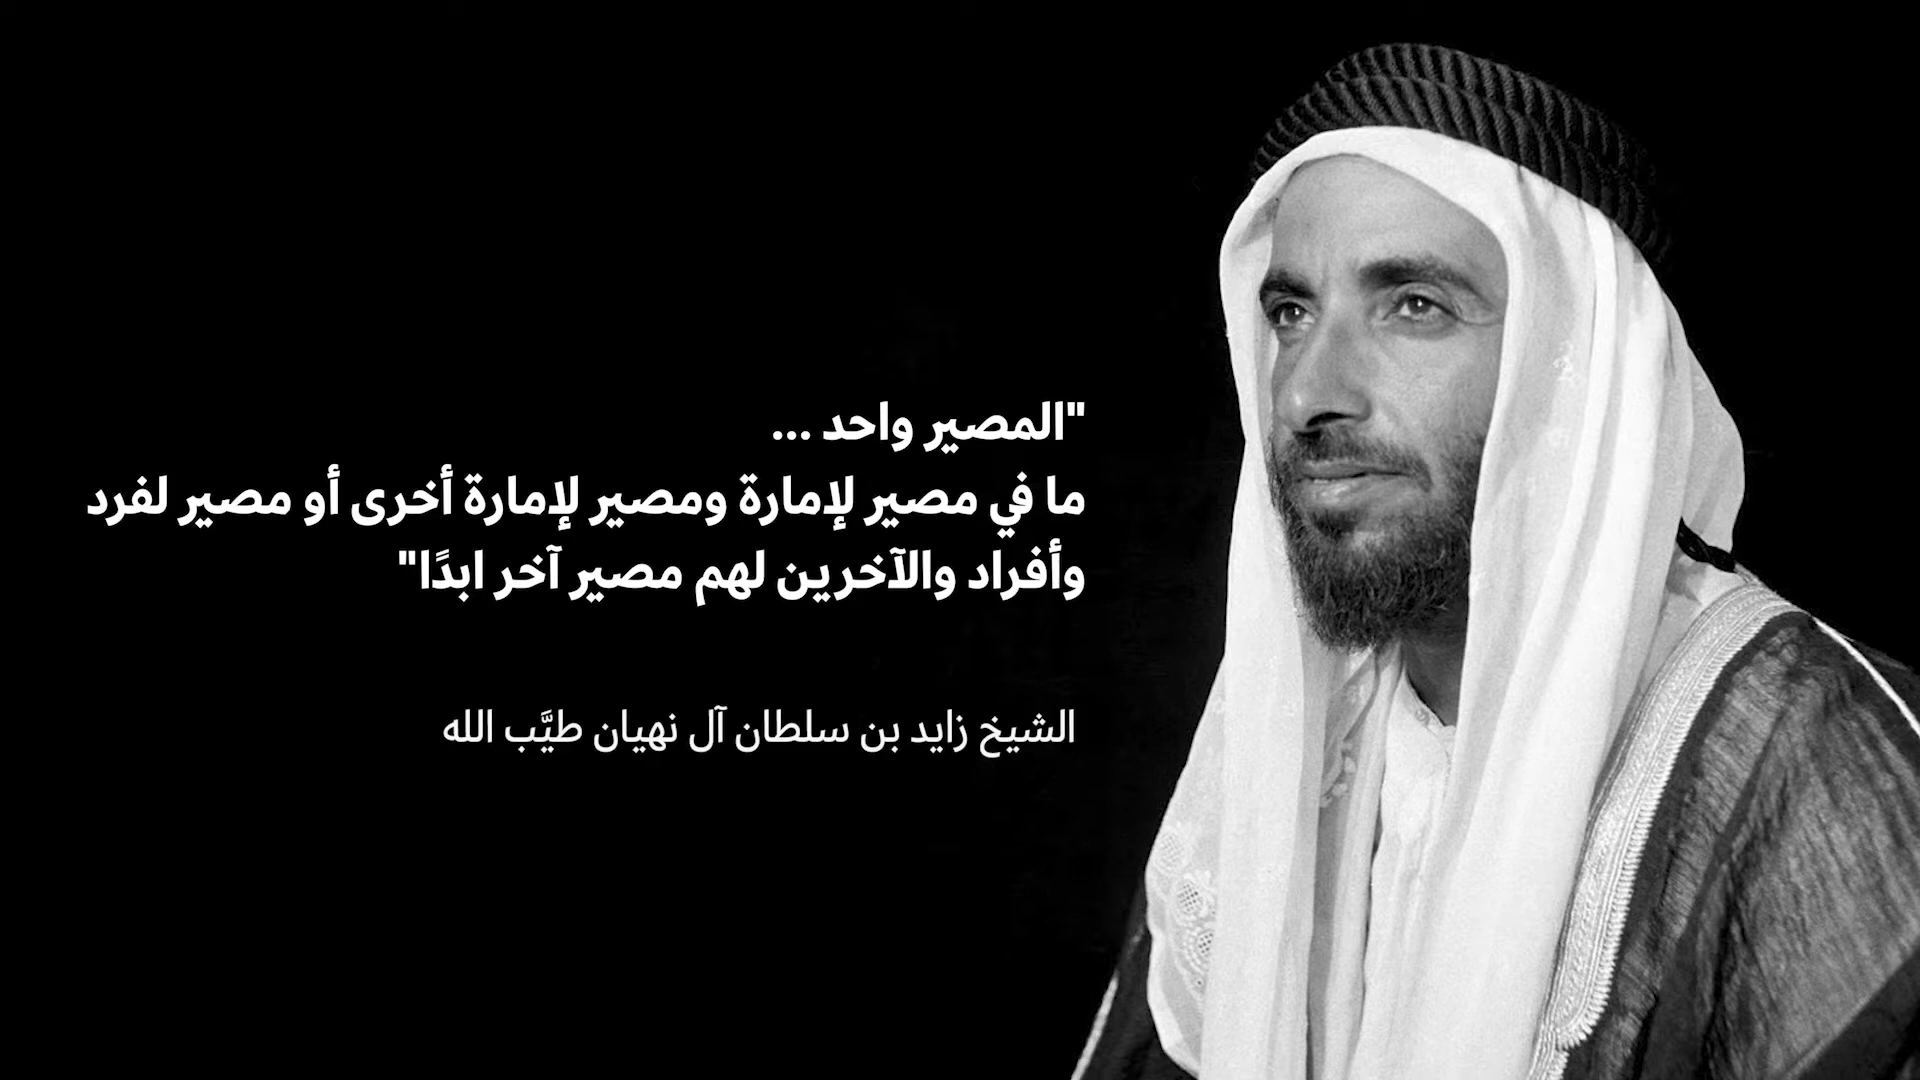 "المصير واحد ...
ما في مصير لإمارة ومصير لإمارة أخرى أو مصير لفرد
وأفراد والآخرين لهم مصير آخر ابدًا"
الشيخ زايد بن سلطان آل نهيان طيَّب الله